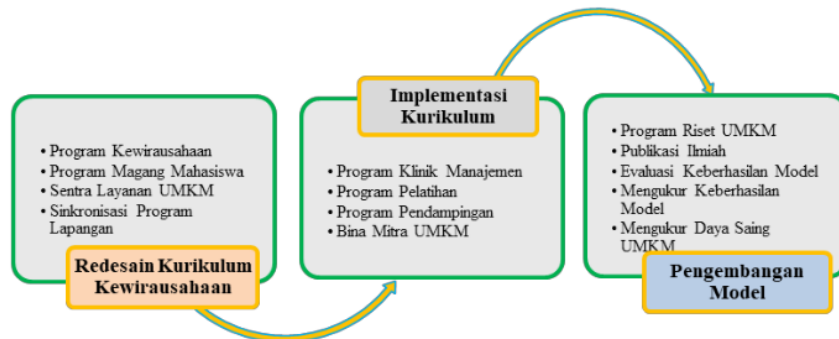 • Program Kewirausahaan
• Program Magang Mahasiswa
• Sentra Layanan UMKM
• Sinkronisasi Program
Lapangan
Redesain Kurikulum
Kewirausahaan
Implementasi
Kurikulum
• Program Klinik Manajemen
• Program Pelatihan
• Program Pendampingan
• Bina Mitra UMKM
• Program Riset UMKM
• Publikasi Ilmiah
• Evaluasi Keberhasilan Model
• Mengukur Keberhasilan
Model
• Mengukur Daya Saing
UMKM
Pengembangan
Model